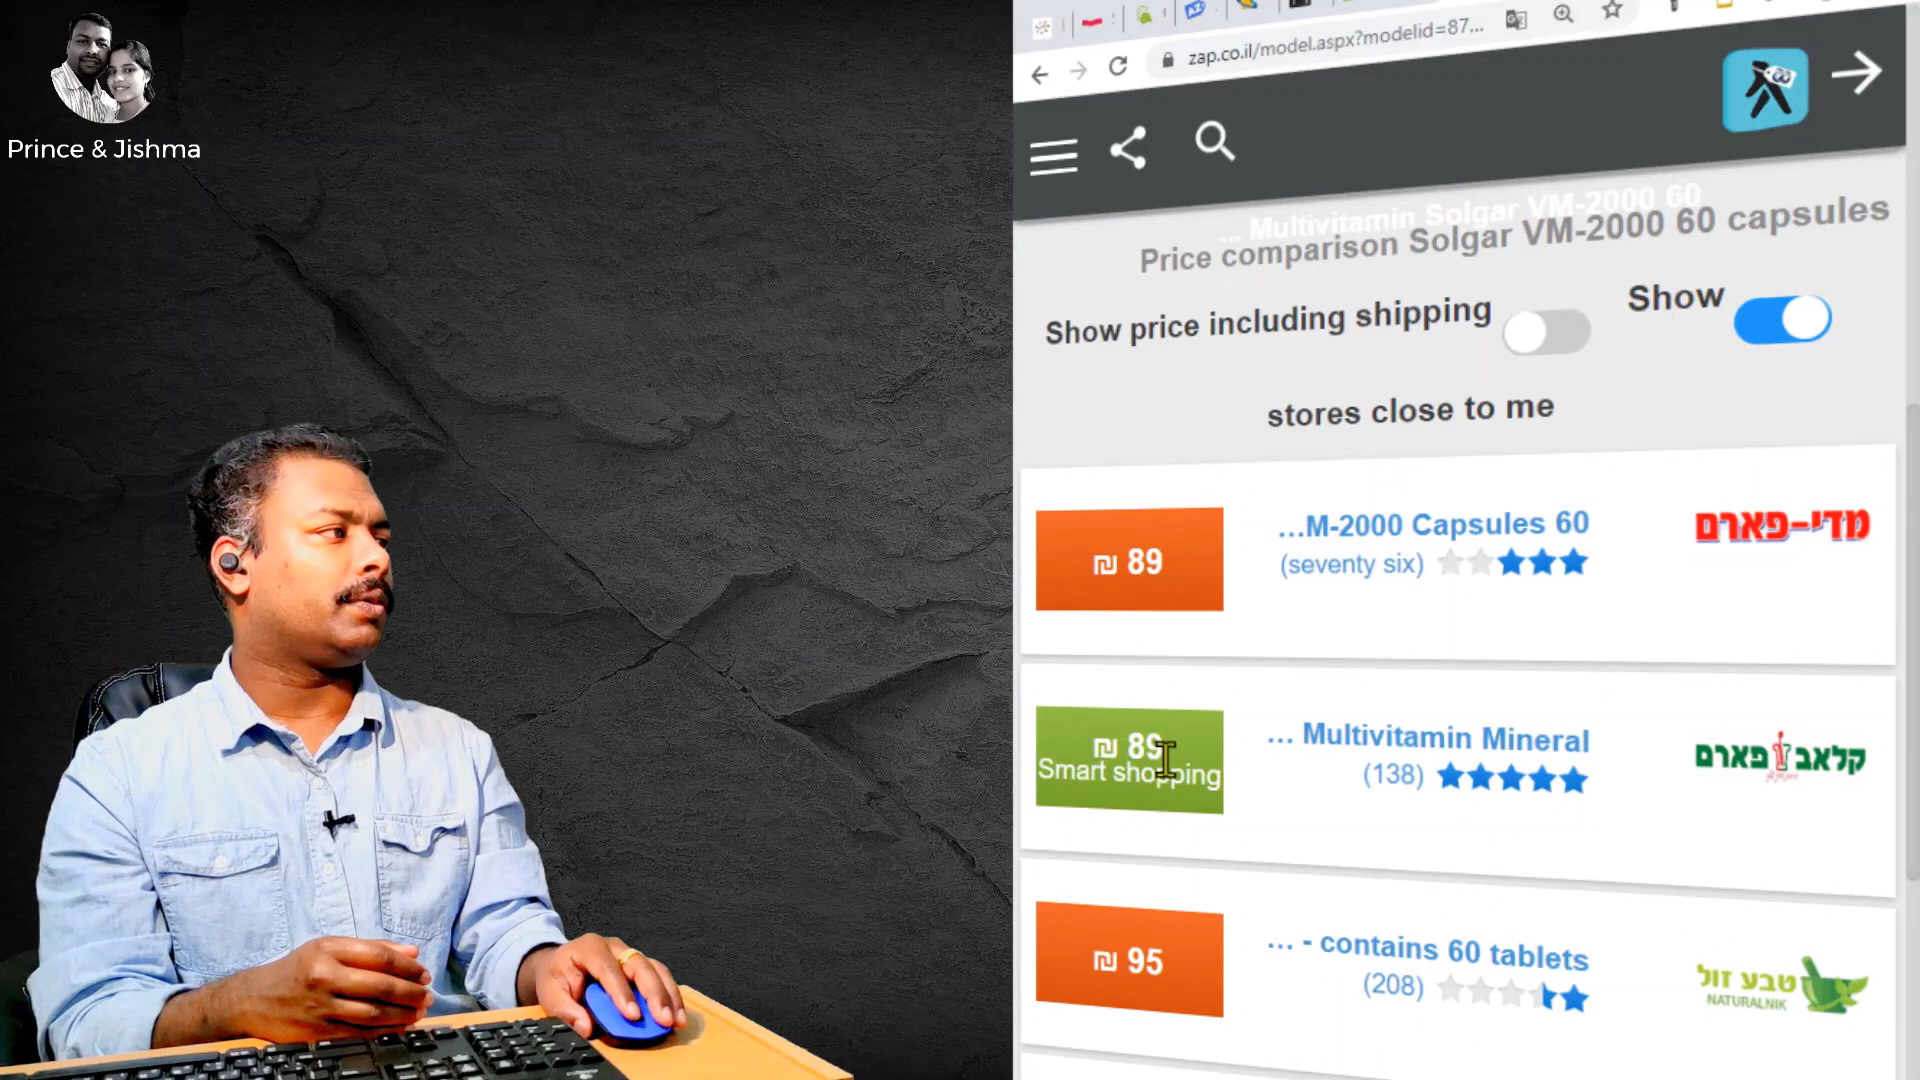 Prince & Jishma
zap.co.il/model.aspx?modelid=87...
... Multivitamin Solgar VM-2000 60
Price comparison Solgar VM-2000 60 capsules
Show price including shipping
Show
stores close to me
₪ 89
...M-2000 Capsules 60
(seventy six)
מדי-פארם
₪ 89
Smart shopping
... Multivitamin Mineral
(138)
קלאב פארם
₪ 95
... - contains 60 tablets
(208)
טבע זול
NATURALNIK